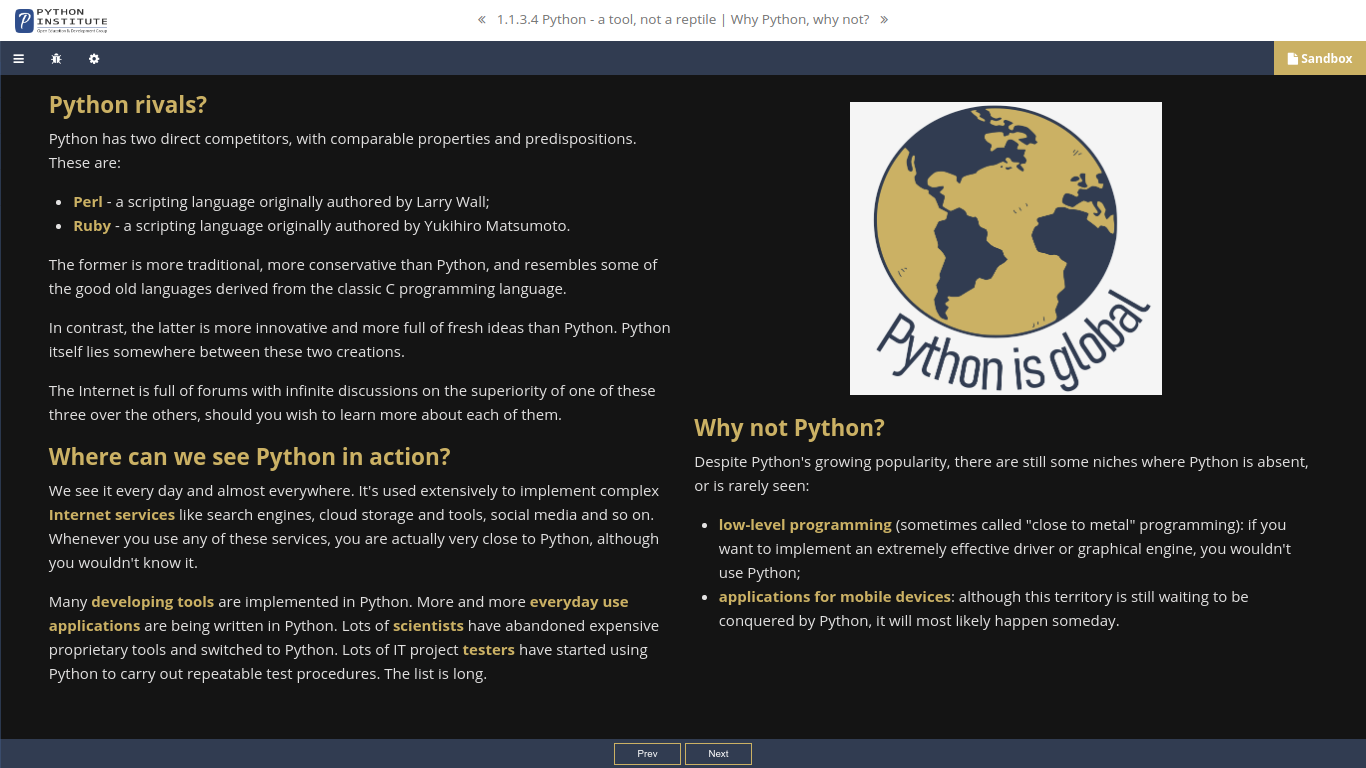 PYTHON
INSTITUTE
Open Education & Development Group
« 1.1.3.4 Python - a tool, not a reptile | Why Python, why not? »
Sandbox
Python rivals?
Python has two direct competitors, with comparable properties and predispositions.
These are:
• Perl - a scripting language originally authored by Larry Wall;
• Ruby - a scripting language originally authored by Yukihiro Matsumoto.
The former is more traditional, more conservative than Python, and resembles some of
the good old languages derived from the classic C programming language.
In contrast, the latter is more innovative and more full of fresh ideas than Python. Python
itself lies somewhere between these two creations.
The Internet is full of forums with infinite discussions on the superiority of one of these
three over the others, should you wish to learn more about each of them.
Where can we see Python in action?
We see it every day and almost everywhere. It's used extensively to implement complex
Internet services like search engines, cloud storage and tools, social media and so on.
Whenever you use any of these services, you are actually very close to Python, although
you wouldn't know it.
Many developing tools are implemented in Python. More and more everyday use
applications are being written in Python. Lots of scientists have abandoned expensive
proprietary tools and switched to Python. Lots of IT project testers have started using
Python to carry out repeatable test procedures. The list is long.
Python is global
Why not Python?
Despite Python's growing popularity, there are still some niches where Python is absent,
or is rarely seen:
• low-level programming (sometimes called "close to metal" programming): if you
want to implement an extremely effective driver or graphical engine, you wouldn't
use Python;
• applications for mobile devices: although this territory is still waiting to be
conquered by Python, it will most likely happen someday.
Prev
Next